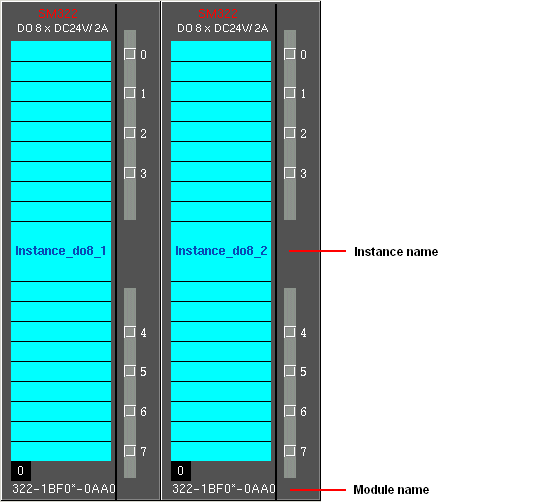 DO 8 x DC24V/ 2A
0
1
2
3
Instance_do8_1
4
5
6
7
0
322-1BF0*-0AA0
DO 8 x DC24V/ 2A
0
1
2
3
Instance_do8_2
4
5
6
7
0
322-1BF0*-0AA0
Instance name
Module name